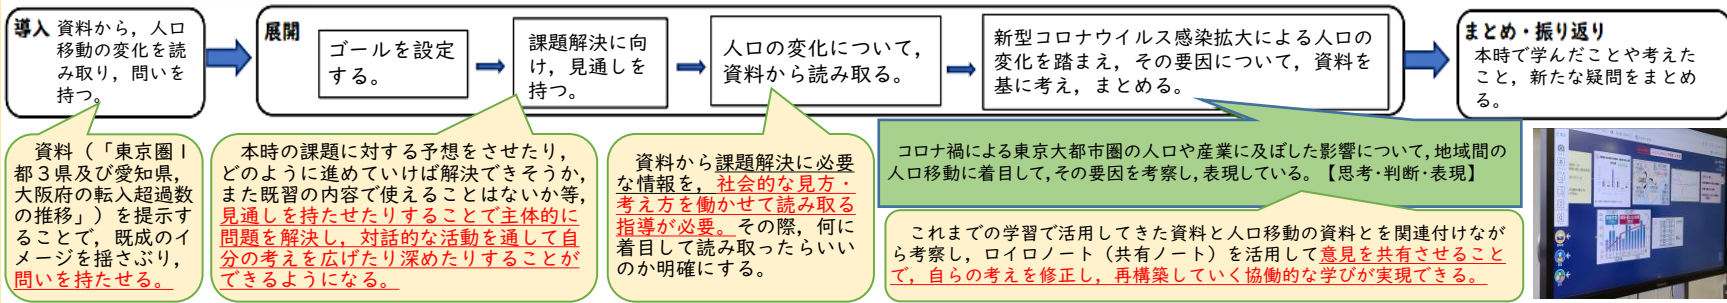 導入 資料から，人口
移動の変化を読
み取り，問いを
持つ。
展開
ゴールを設定
する。
課題解決に向
け，見通しを
持つ。
人口の変化について，
資料から読み取る。
新型コロナウイルス感染拡大による人口の
変化を踏まえ，その要因について，資料を
基に考え，まとめる。
まとめ・振り返り
本時で学んだことや考えた
こと，新たな疑問をまとめ
る。
資料（「東京圏１
都３県及び愛知県，
大阪府の転入超過数
の推移」）を提示す
ることで，既成のイ
メージを揺さぶり，
問いを持たせる。
本時の課題に対する予想をさせたり，
どのように進めていけば解決できそうか，
また既習の内容で使えることはないか等，
見通しを持たせたりすることで主体的に
問題を解決し，対話的な活動を通して自
分の考えを広げたり深めたりすることが
できるようになる。
資料から課題解決に必要
な情報を，社会的な見方・
考え方を働かせて読み取る
指導が必要。その際，何に
着目して読み取ったらいい
のか明確にする。
コロナ禍による東京大都市圏の人口や産業に及ぼした影響について，地域間の
人口移動に着目して，その要因を考察し，表現している。【思考・判断・表現】
これまでの学習で活用してきた資料と人口移動の資料とを関連付けなが
ら考察し，ロイロノート（共有ノート）を活用して意見を共有させること
で，自らの考えを修正し，再構築していく協働的な学びが実現できる。